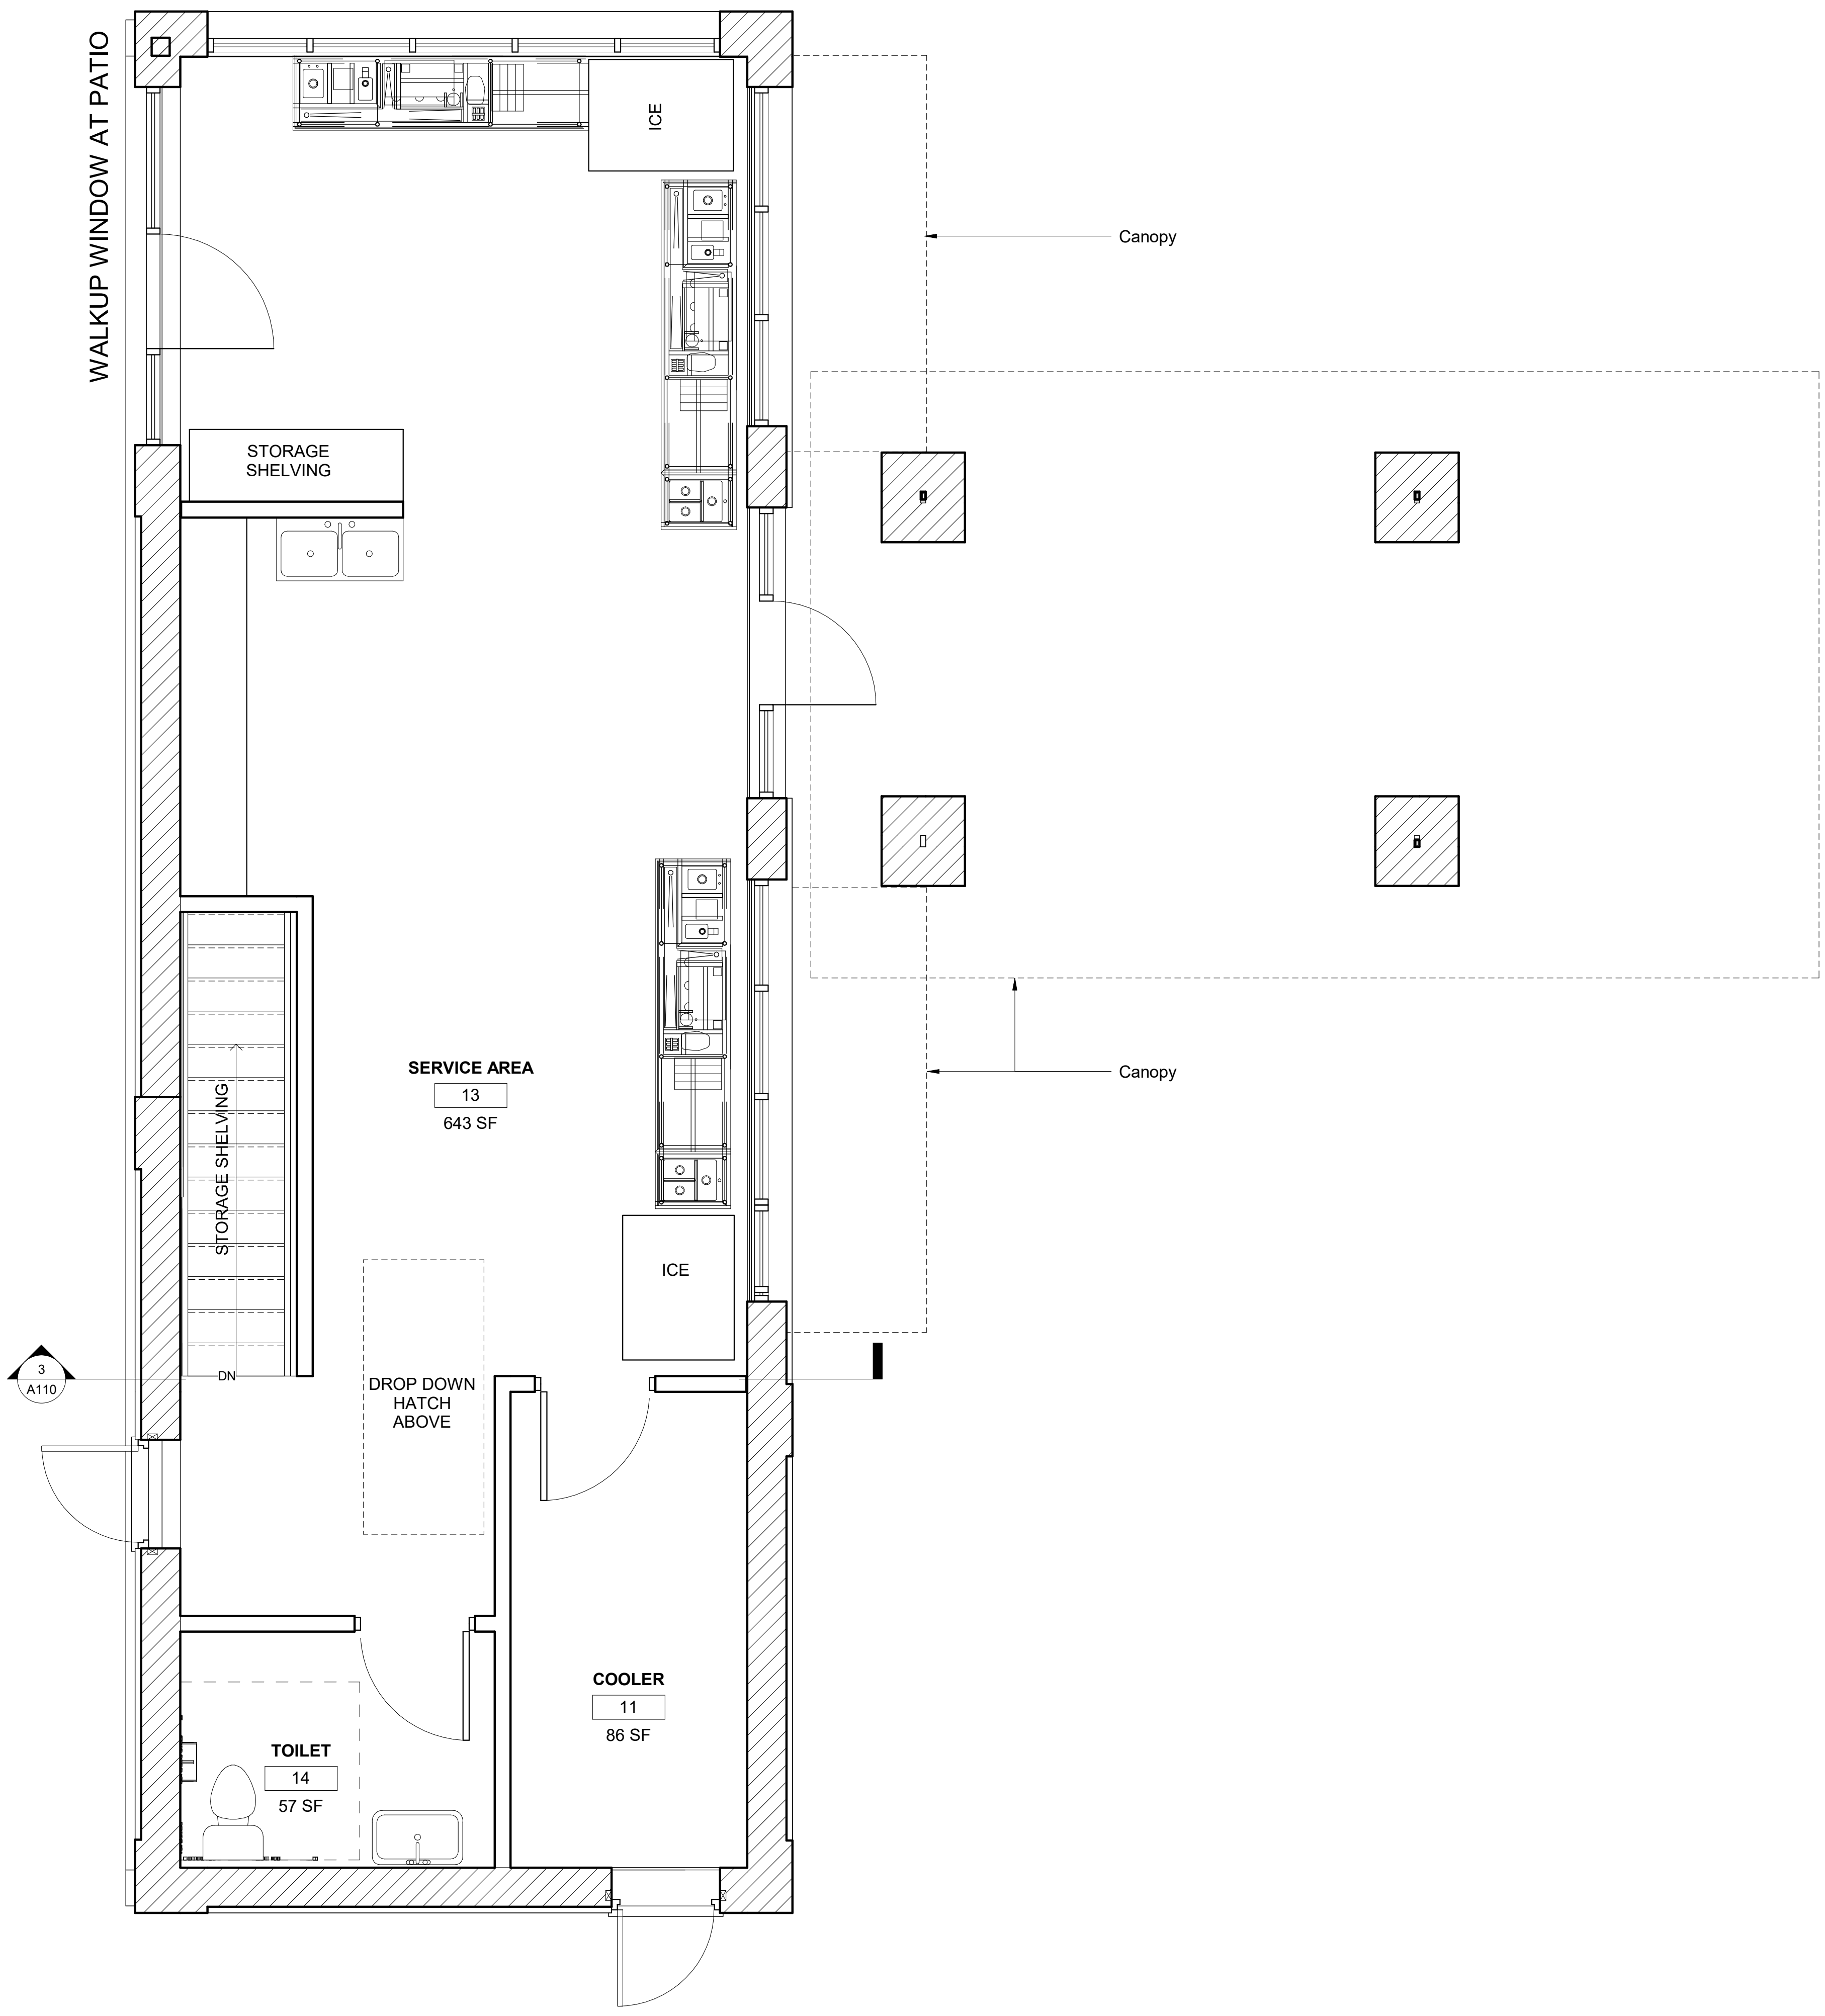 WALKUP WINDOW AT PATIO
ICE
Canopy
STORAGE
SHELVING
SERVICE AREA
13
643 SF
Canopy
STORAGE SHELVING
ICE
3
A110
DN
DROP DOWN
HATCH
ABOVE
COOLER
11
86 SF
TOILET
14
57 SF